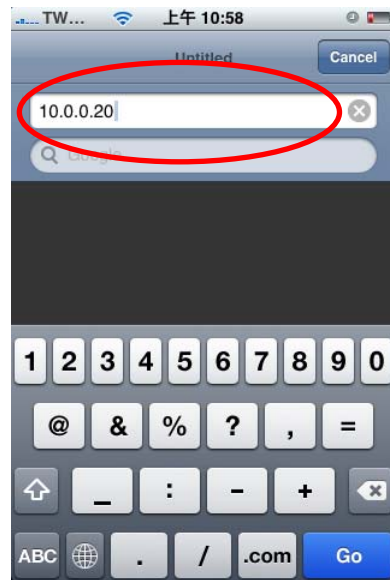 TW... 上午 10:58
Untitled
Cancel
10.0.0.20
Google
1 2 3 4 5 6 7 8 9 0
@ & % ? , =
_ : - +
ABC . / .com Go